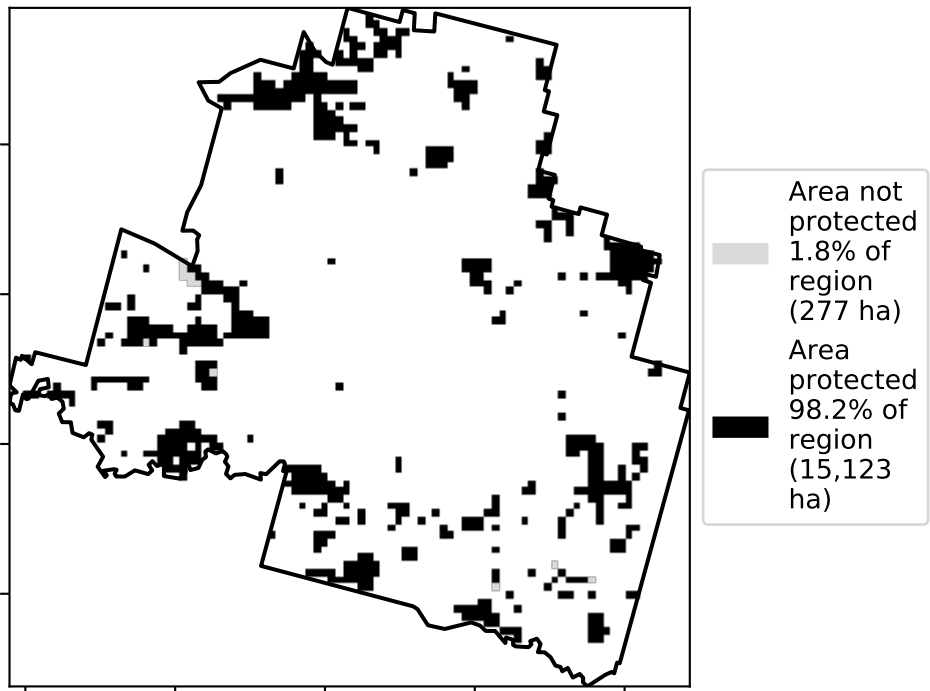 Area not
protected
1.8% of
region
(277 ha)
Area
protected
98.2% of
region
(15,123
ha)